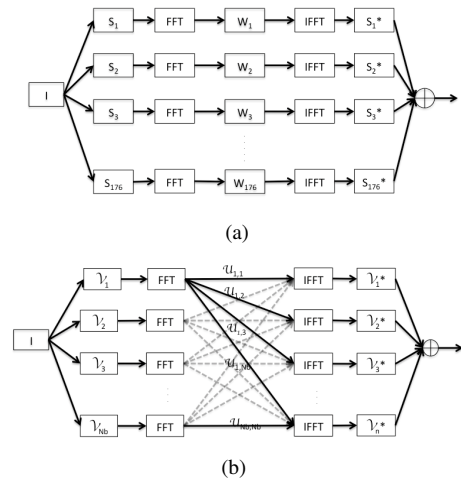 S1 FFT W1 IFFT S1*
S2 FFT W2 IFFT S2*
I
S3 FFT W3 IFFT S3*
S176 FFT W176 IFFT S176*
(a)
𝒱1 FFT 𝒰1,1 IFFT 𝒱1*
𝒰1,2
𝒱2 FFT IFFT 𝒱2*
𝒰1,3
I
𝒱3 FFT IFFT 𝒱3*
𝒰1,Nb
𝒱Nb FFT 𝒰Nb,Nb IFFT 𝒱n*
(b)